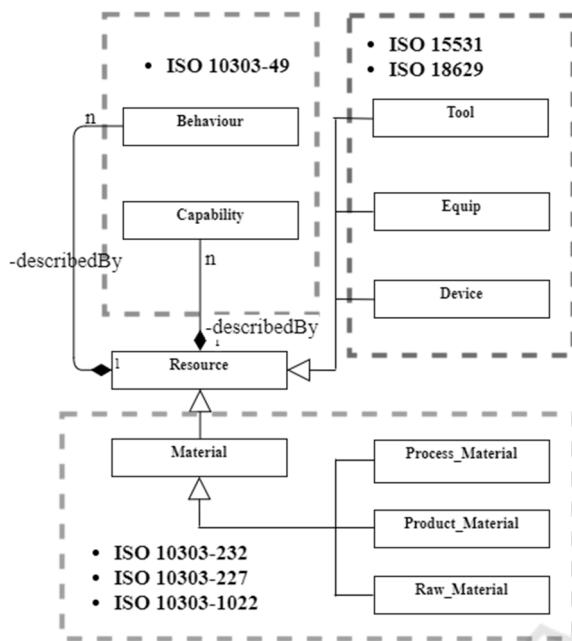 • ISO 10303-49
n
Behaviour
Capability
n
-describedBy
-describedBy
1
1
Resource
• ISO 15531
• ISO 18629
Tool
Equip
Device
Material
Process_Material
Product_Material
Raw_Material
• ISO 10303-232
• ISO 10303-227
• ISO 10303-1022